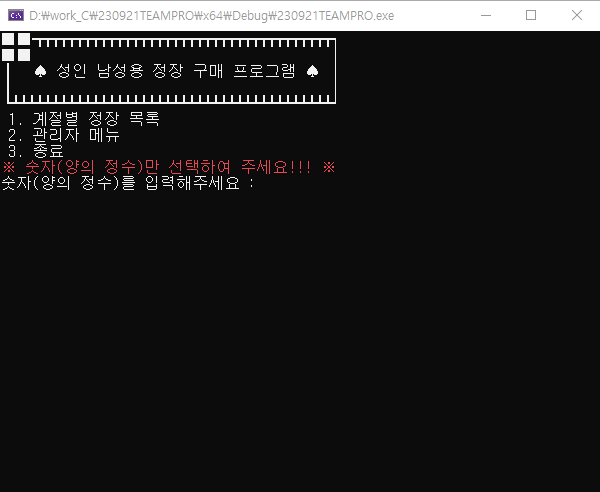 D:₩work_C₩230921TEAMPRO₩x64₩Debug₩230921TEAMPRO.exe
♠ 성인 남성용 정장 구매 프로그램 ♠
1. 계절별 정장 목록
2. 관리자 메뉴
3. 종료
※ 숫자(양의 정수)만 선택하여 주세요!!! ※
숫자(양의 정수)를 입력해주세요 :